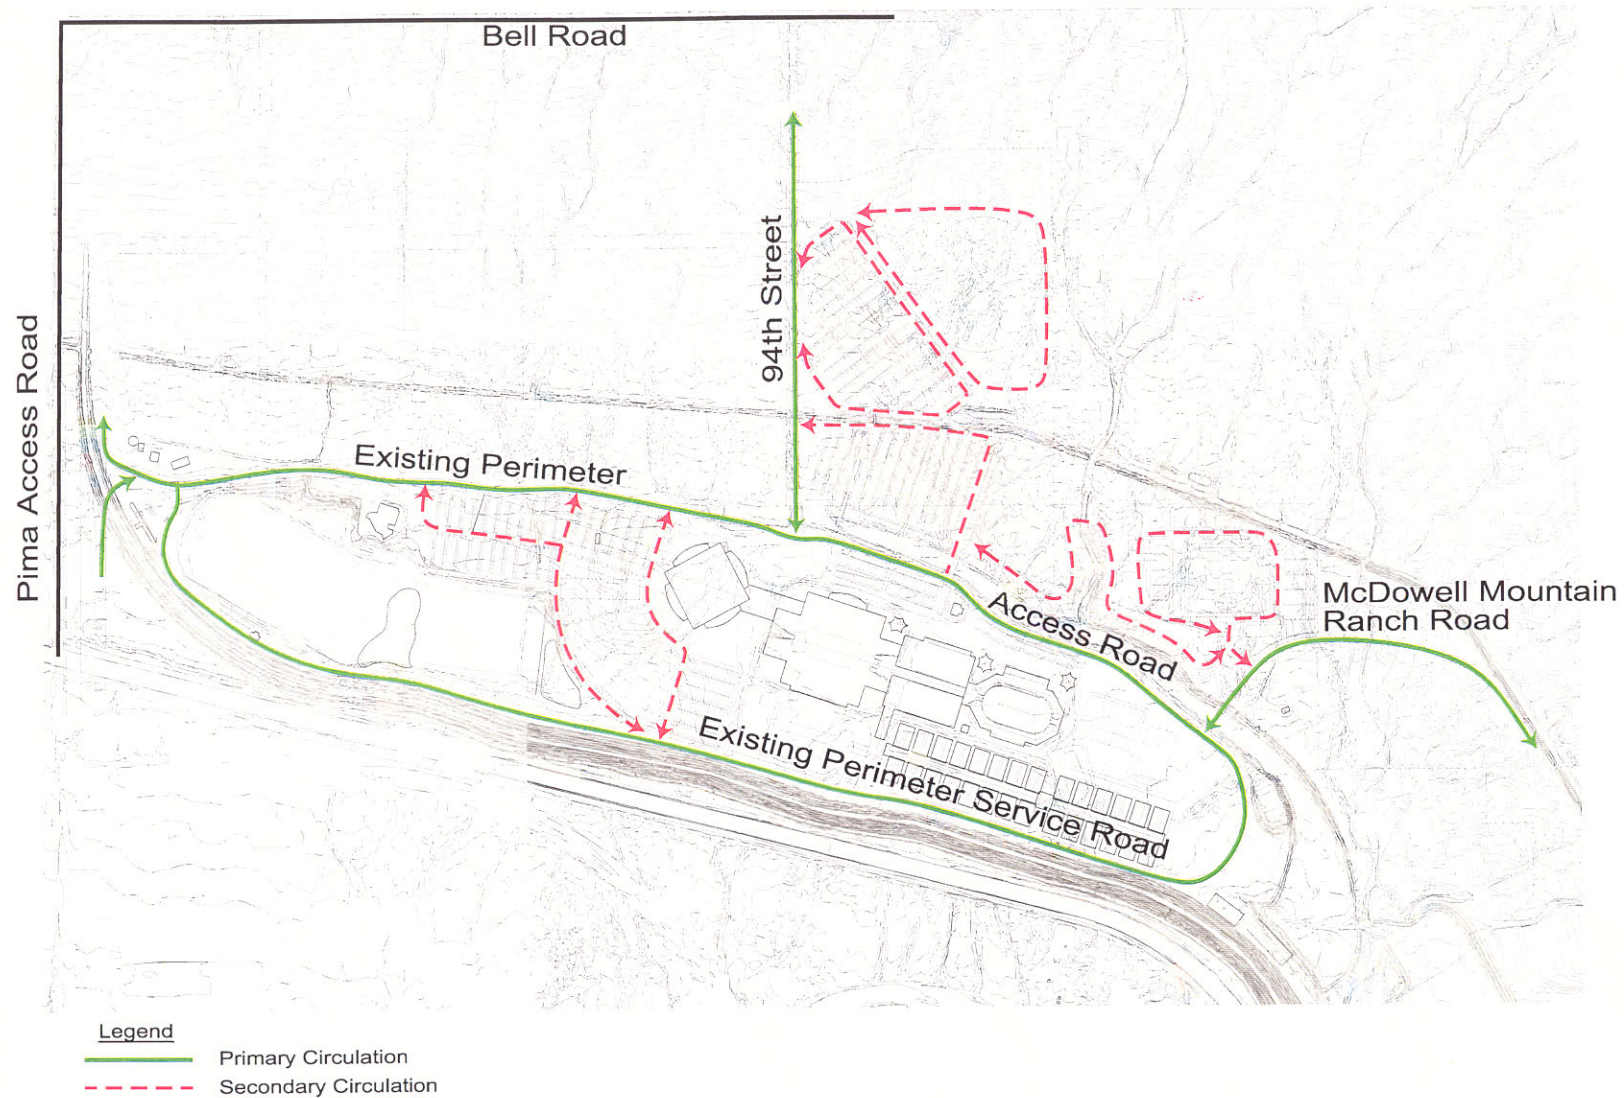 Bell Road
94th Street
Pima Access Road
Existing Perimeter
McDowell Mountain
Ranch Road
Access Road
Existing Perimeter Service Road
Legend
Primary Circulation
Secondary Circulation